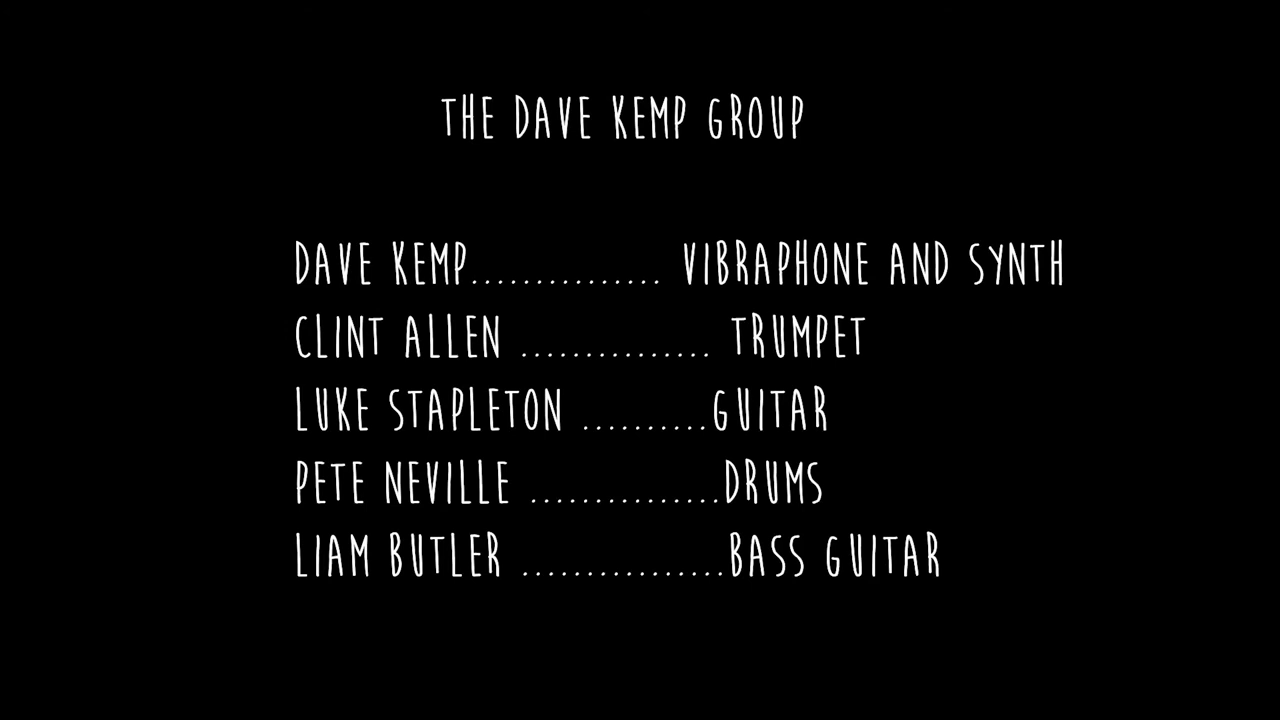 THE DAVE KEMP GROUP
DAVE KEMP............... VIBRAPHONE AND SYNTH
CLINT ALLEN ............... TRUMPET
LUKE STAPLETON ..........GUITAR
PETE NEVILLE ...............DRUMS
LIAM BUTLER ................BASS GUITAR